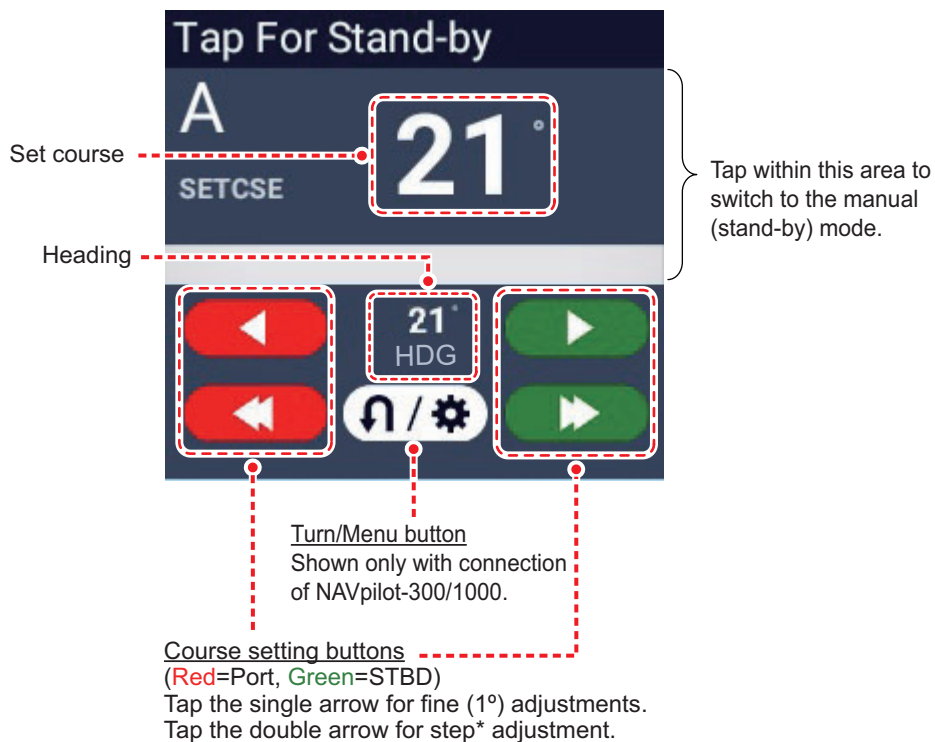 Tap For Stand-by
A
21°
Set course
SETCSE
Tap within this area to
switch to the manual
(stand-by) mode.
Heading
21°
HDG
/
Turn/Menu button
Shown only with connection
of NAVpilot-300/1000.
Course setting buttons
(Red=Port, Green=STBD)
Tap the single arrow for fine (1º) adjustments.
Tap the double arrow for step* adjustment.